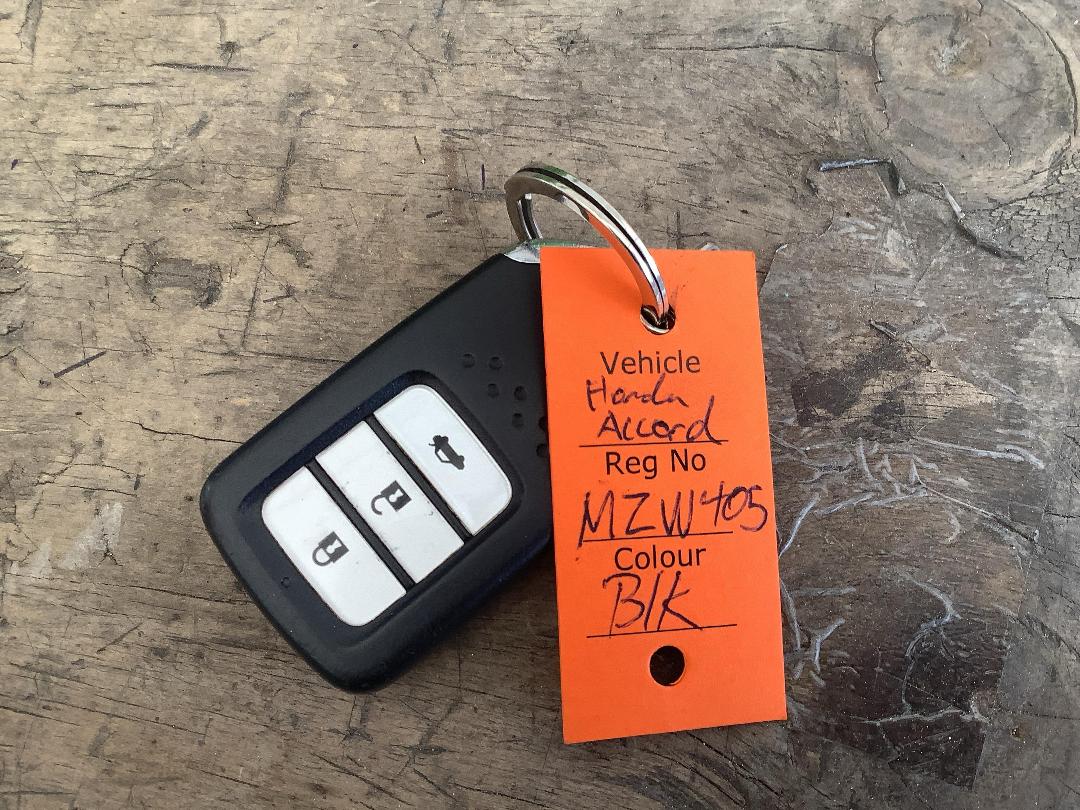 Vehicle
Honda
Accord
Reg No
MZW405
Colour
Blk